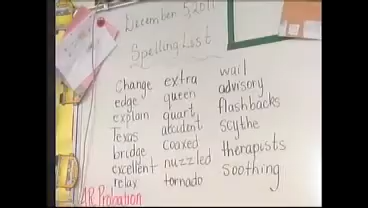 December 5, 2011
Spelling List
change extra wail
edge queen advisory
explain quart flashbacks
Texas accident scythe
bridge coaxed therapists
excellent nuzzled soothing
relax tornado
AR Probation